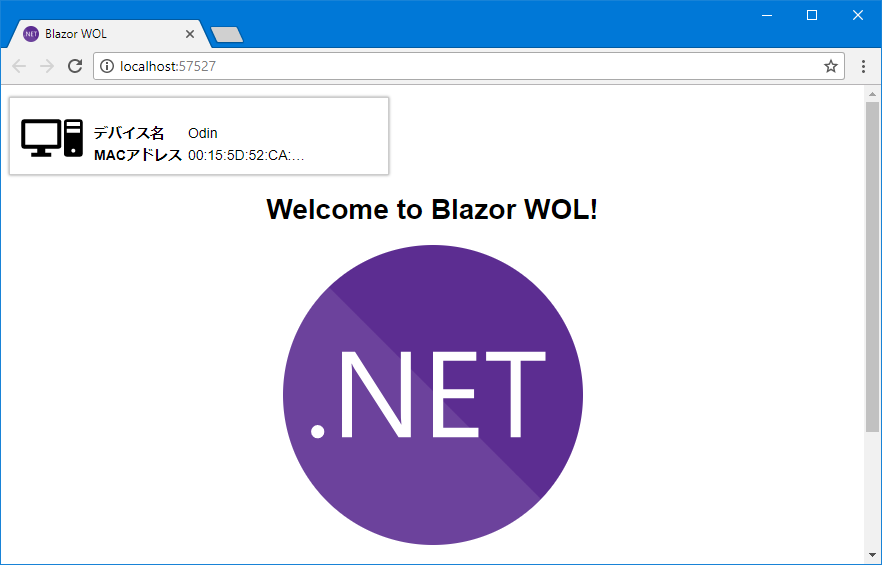 NET Blazor WOL
localhost:57527
デバイス名 Odin
MACアドレス 00:15:5D:52:CA:…
Welcome to Blazor WOL!
.NET